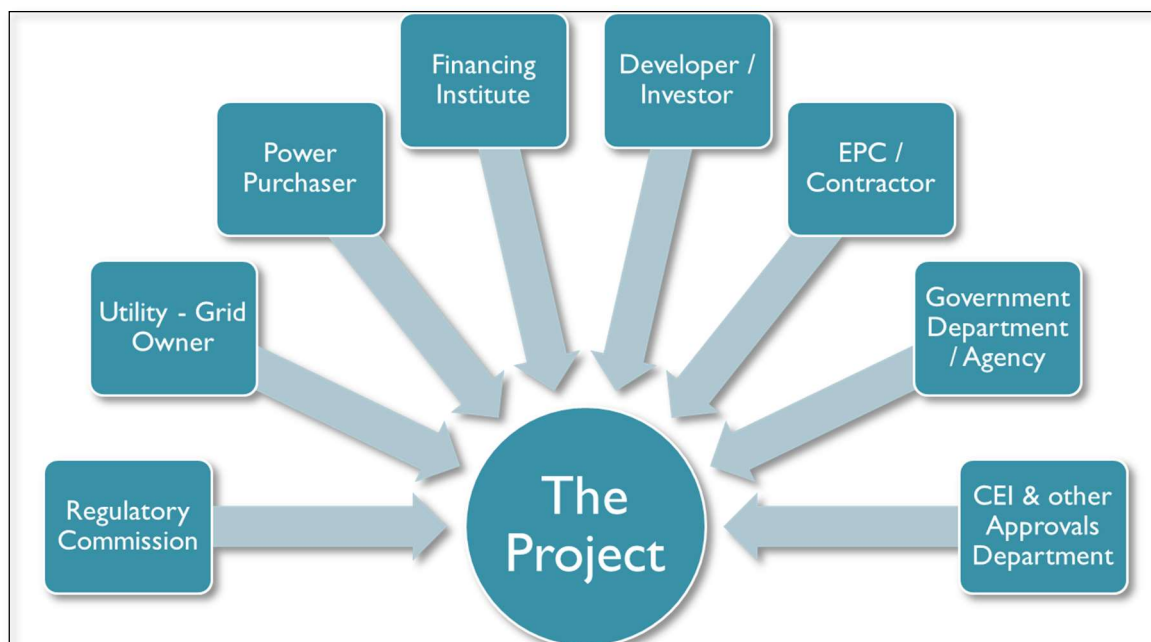 Financing
Institute
Developer /
Investor
Power
Purchaser
EPC /
Contractor
Utility - Grid
Owner
Government
Department
/ Agency
Regulatory
Commission
The
Project
CEI & other
Approvals
Department